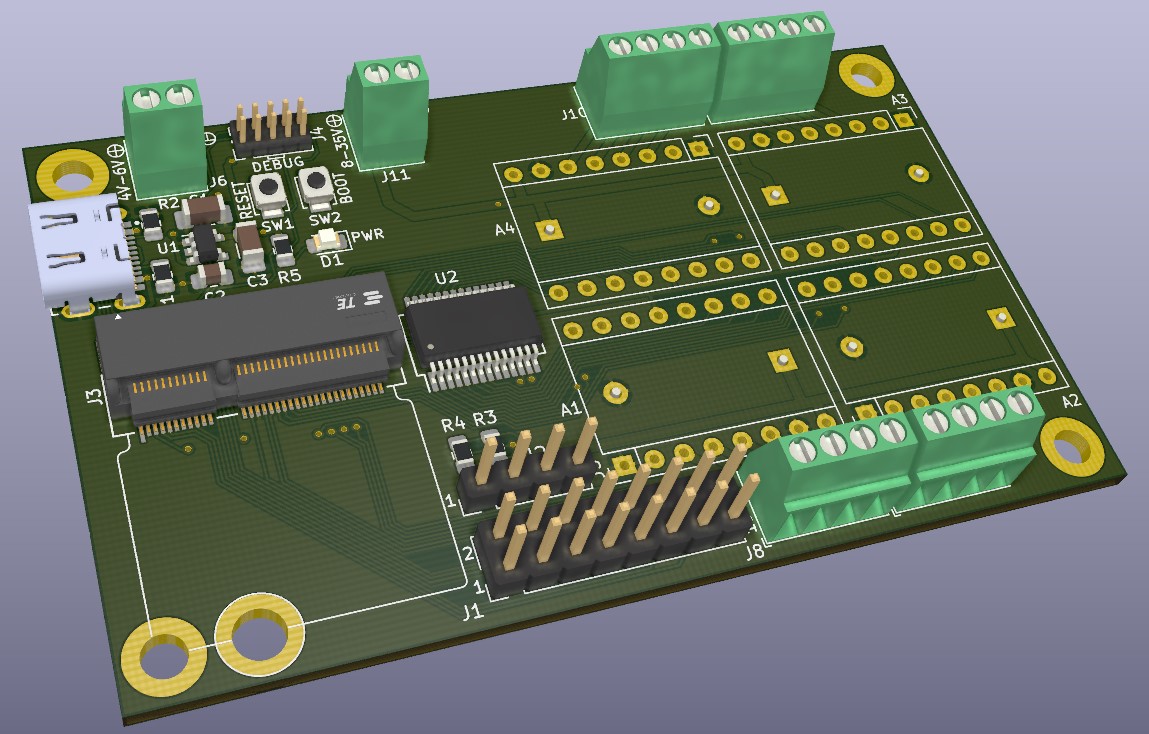 A3
J10
4V-6V
J6
J4
DEBUG
8-35V
J11
RESET
BOOT
SW1
SW2
R2
U1
C2
C3
R5
D1
PWR
A4
U2
TE
J3
R4
R3
A1
A2
1
2
1
J1
J8